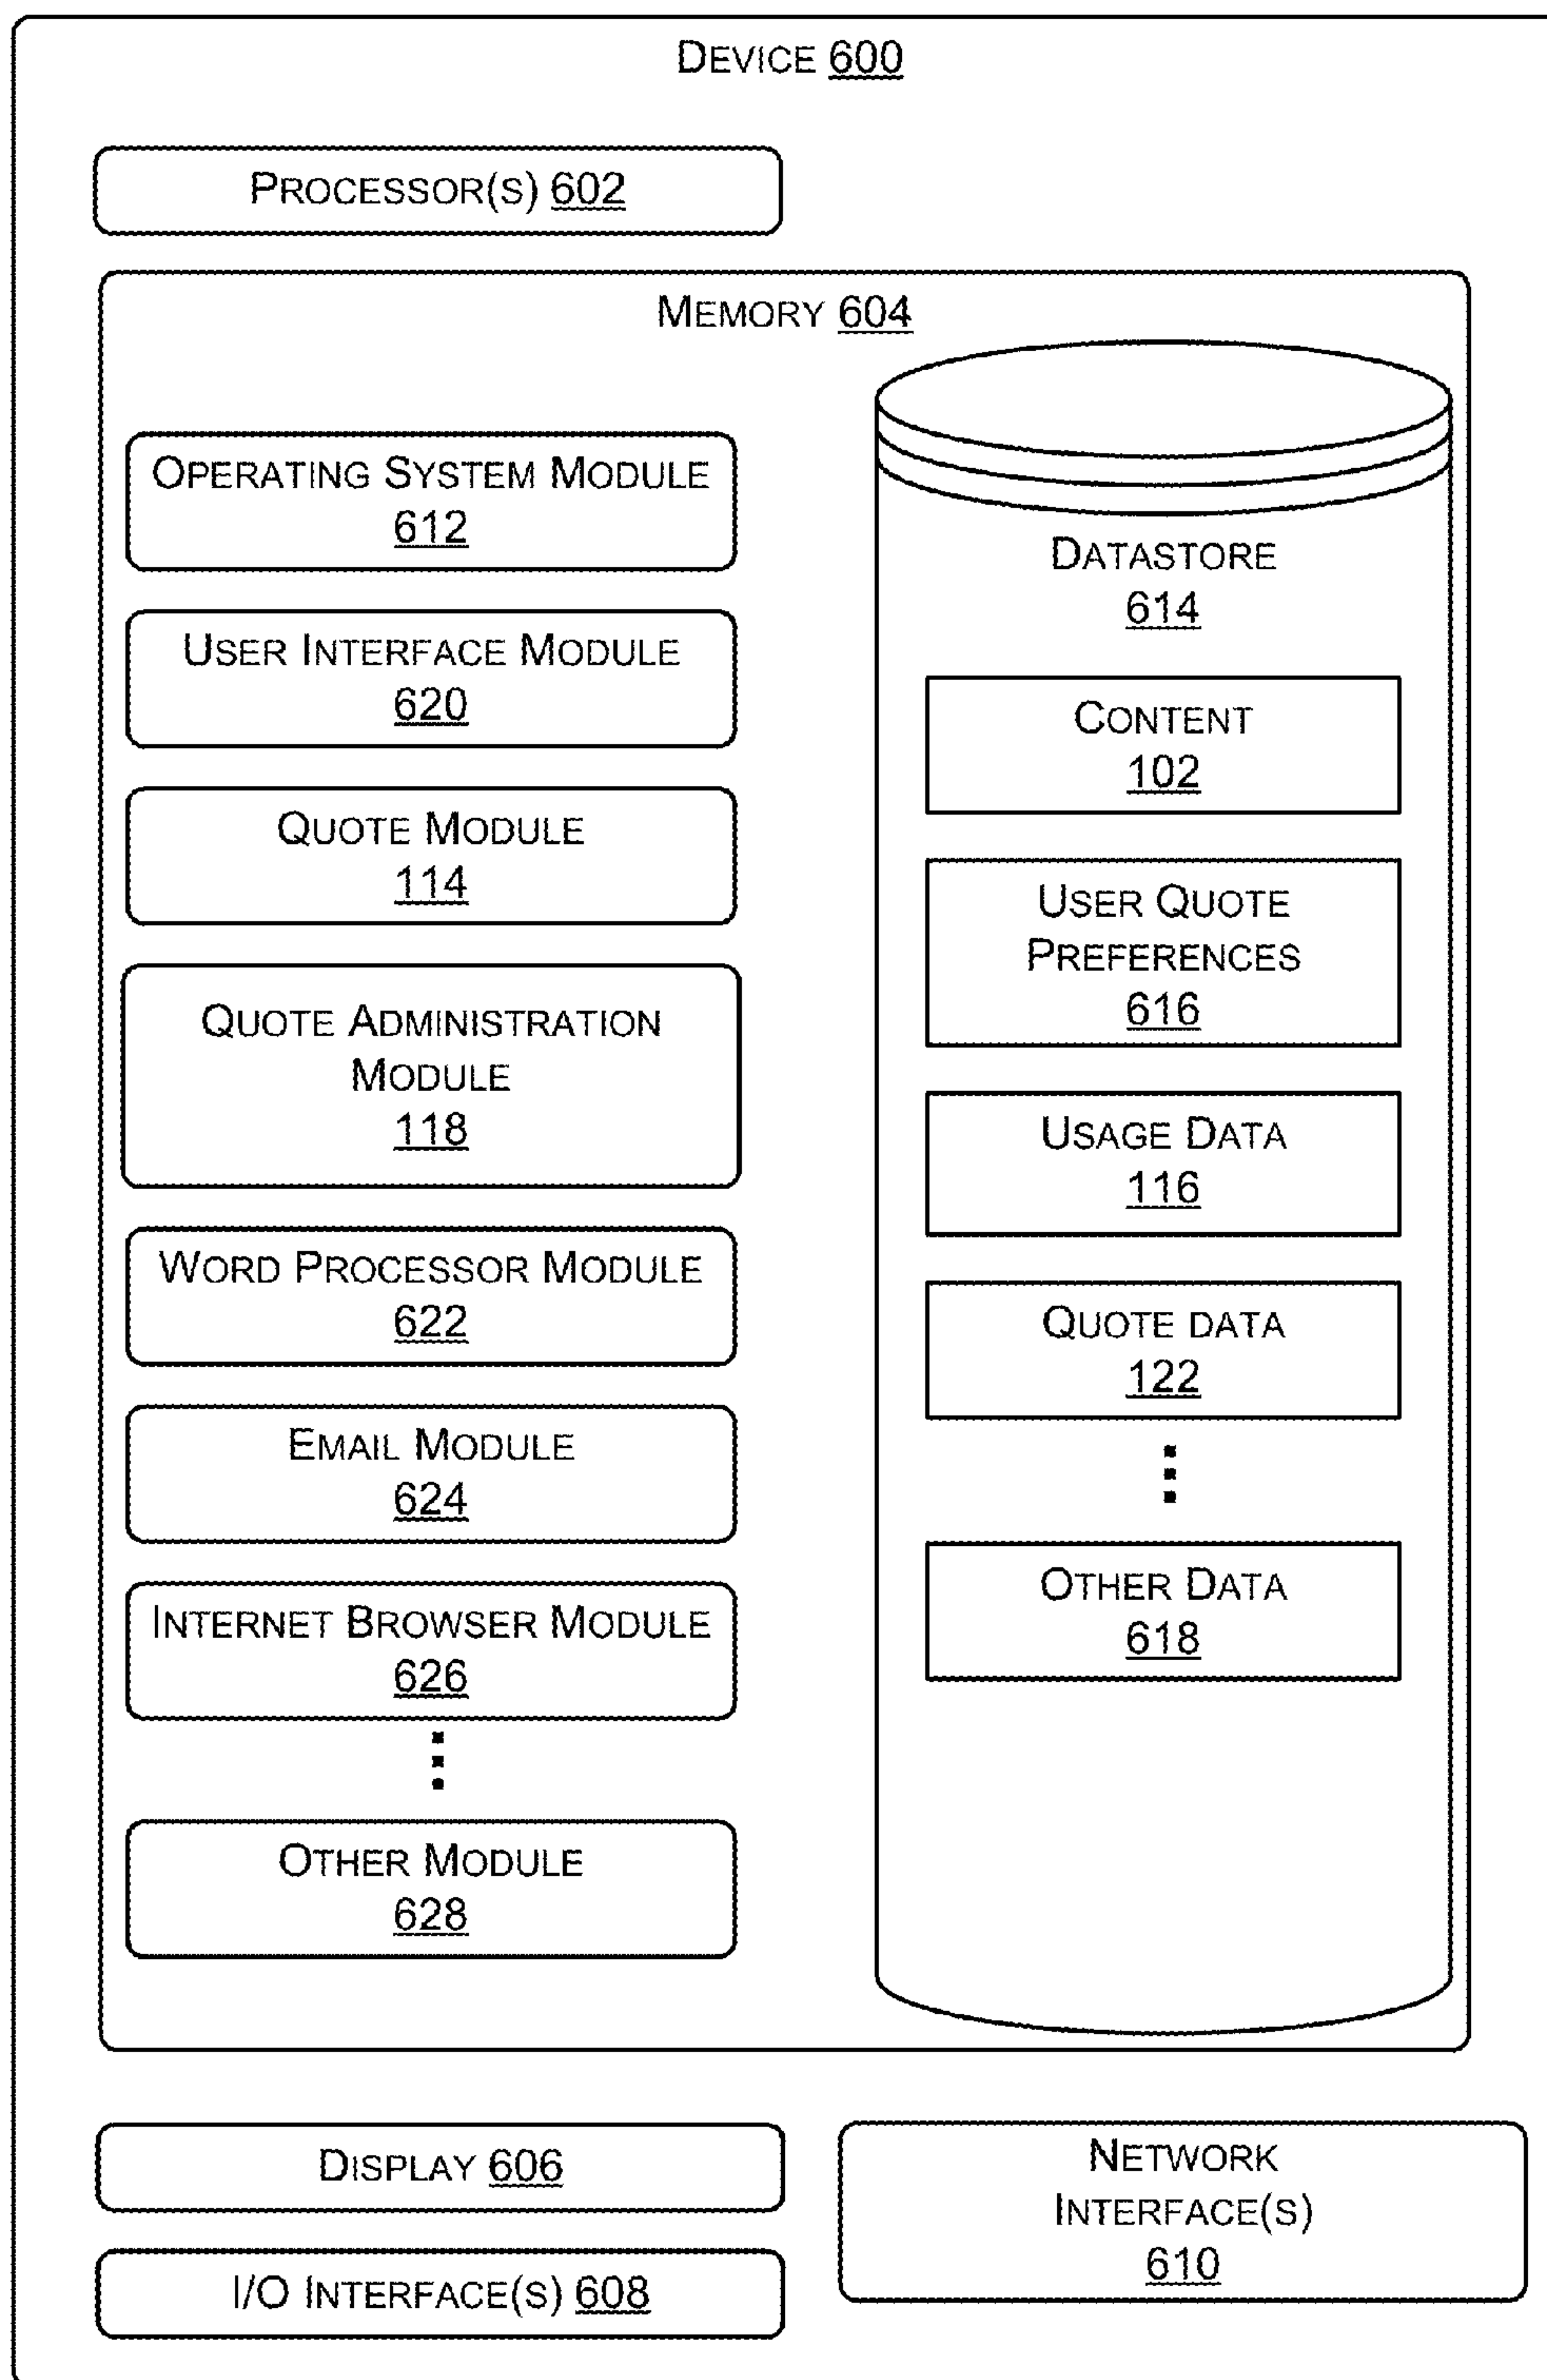 DEVICE 600
PROCESSOR(S) 602
MEMORY 604
OPERATING SYSTEM MODULE
612
USER INTERFACE MODULE
620
QUOTE MODULE
114
QUOTE ADMINISTRATION
MODULE
118
WORD PROCESSOR MODULE
622
EMAIL MODULE
624
INTERNET BROWSER MODULE
626
OTHER MODULE
628
DATASTORE
614
CONTENT
102
USER QUOTE
PREFERENCES
616
USAGE DATA
116
QUOTE DATA
122
OTHER DATA
618
DISPLAY 606
I/O INTERFACE(S) 608
NETWORK
INTERFACE(S)
610